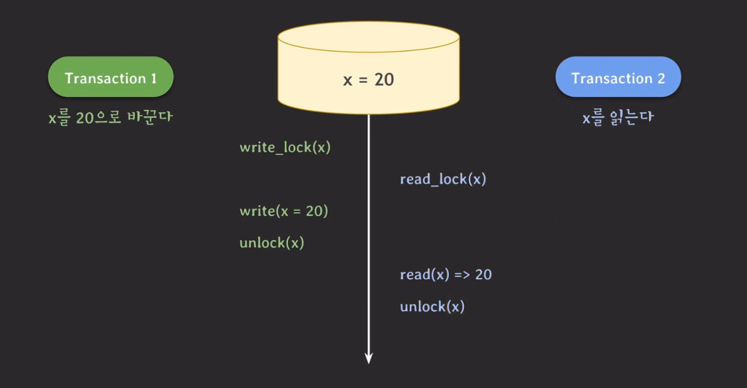 Transaction 1
x를 20으로 바꾼다
x = 20
Transaction 2
x를 읽는다
write_lock(x)
read_lock(x)
write(x = 20)
unlock(x)
read(x) => 20
unlock(x)